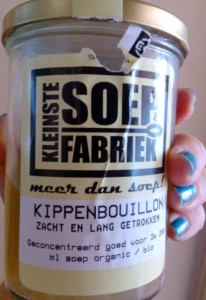 KLEINSTE
SOEP
FABRIEK
meer dan soep!
KIPPENBOUILLON
ZACHT EN LANG GETROKKEN
Geconcentreerd goed voor 3x
ml soep organic / bio